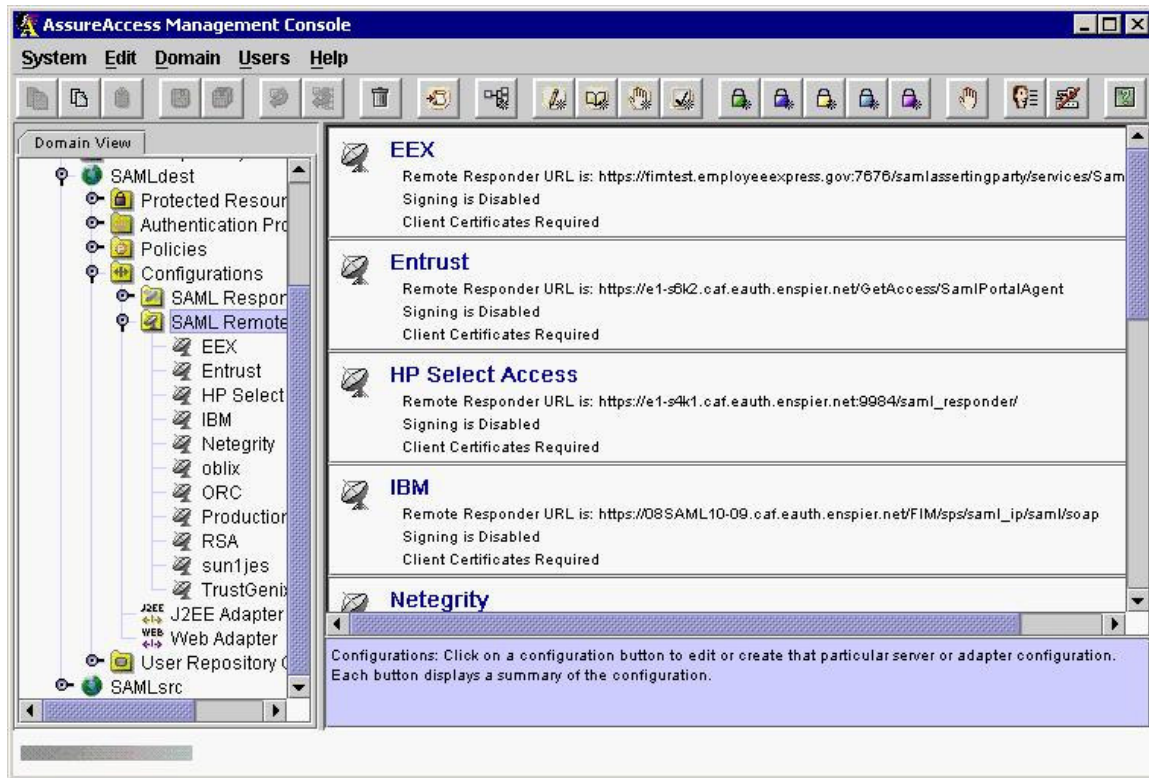 AssureAccess Management Console
System Edit Domain Users Help
Domain View
SAMLdest
Protected Resour
Authentication Pro
Policies
Configurations
SAML Respor
SAML Remote
EEX
Entrust
HP Select
IBM
Netegrity
oblix
ORC
Production
RSA
sun1jes
TrustGenix
J2EE J2EE Adapter
WEB Web Adapter
User Repository
SAMLsrc
EEX
Remote Responder URL is: https://fimtest.employeeexpress.gov:7676/samlassertingparty/services/Sam
Signing is Disabled
Client Certificates Required
Entrust
Remote Responder URL is: https://e1-s6k2.caf.eauth.enspier.net/GetAccess/SamlPortalAgent
Signing is Disabled
Client Certificates Required
HP Select Access
Remote Responder URL is: https://e1-s4k1.caf.eauth.enspier.net:9984/saml_responder/
Signing is Disabled
Client Certificates Required
IBM
Remote Responder URL is: https://08SAML10-09.caf.eauth.enspier.net/FIM/sps/saml_ip/saml/soap
Signing is Disabled
Client Certificates Required
Netegrity
Configurations: Click on a configuration button to edit or create that particular server or adapter configuration.
Each button displays a summary of the configuration.